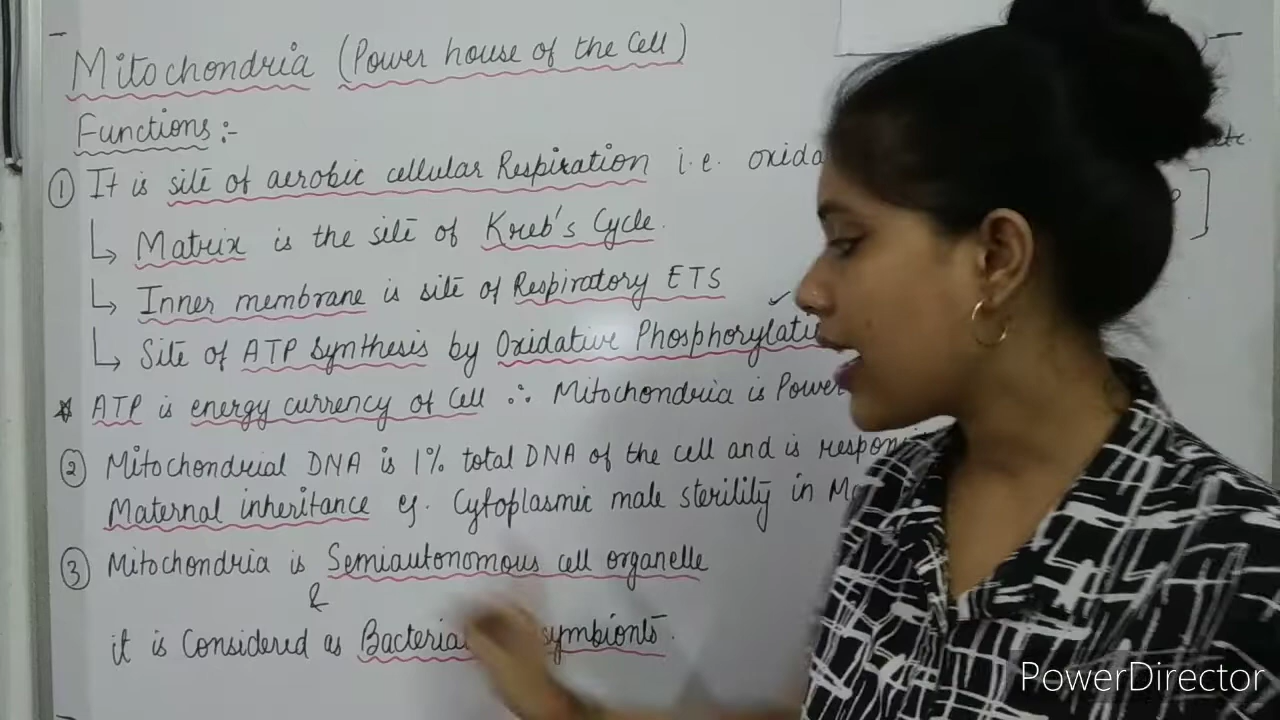 Mitochondria (Power house of the Cell)
Functions :-
① It is site of aerobic cellular Respiration i.e. oxida
↳ Matrix is the site of Kreb's Cycle.
↳ Inner membrane is site of Respiratory ETS
↳ Site of ATP synthesis by Oxidative Phosphorylati
* ATP is energy currency of Cell ∴ Mitochondria is Power
② Mitochondrial DNA is 1% total DNA of the cell and is respon
Maternal inheritance eg. Cytoplasmic male sterility in Ma
③ Mitochondria is Semiautonomous cell organelle
&
it is Considered as Bacteria symbionts.
PowerDirector